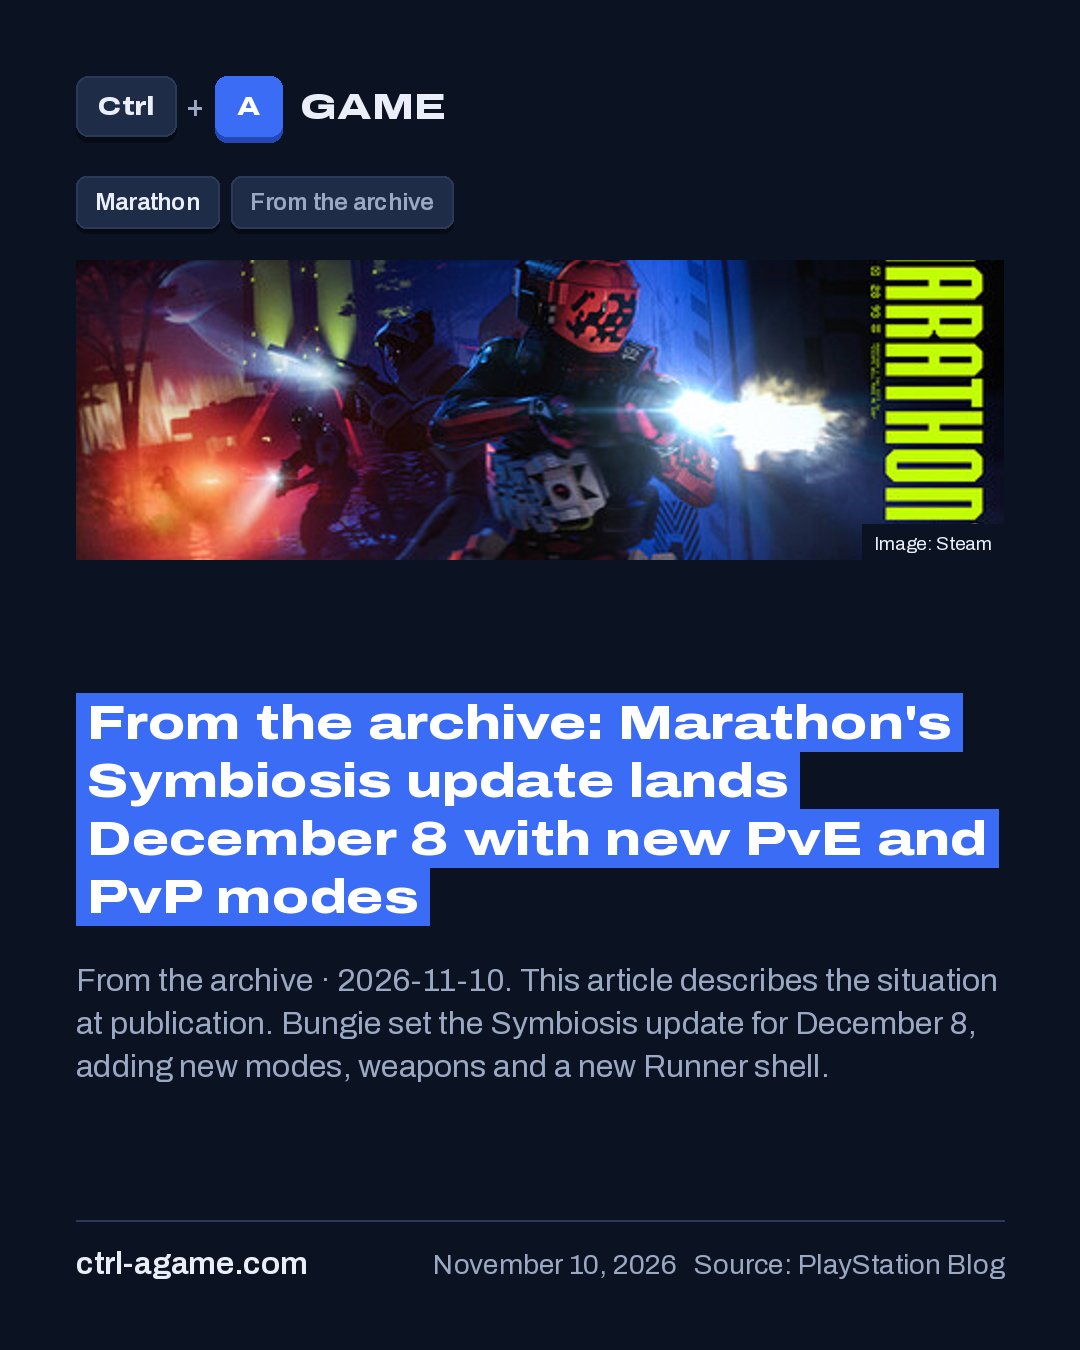 Ctrl + A GAME
Marathon From the archive
ARATHON
Image: Steam
From the archive: Marathon's
Symbiosis update lands
December 8 with new PvE and
PvP modes
From the archive · 2026-11-10. This article describes the situation
at publication. Bungie set the Symbiosis update for December 8,
adding new modes, weapons and a new Runner shell.
ctrl-agame.com November 10, 2026 Source: PlayStation Blog